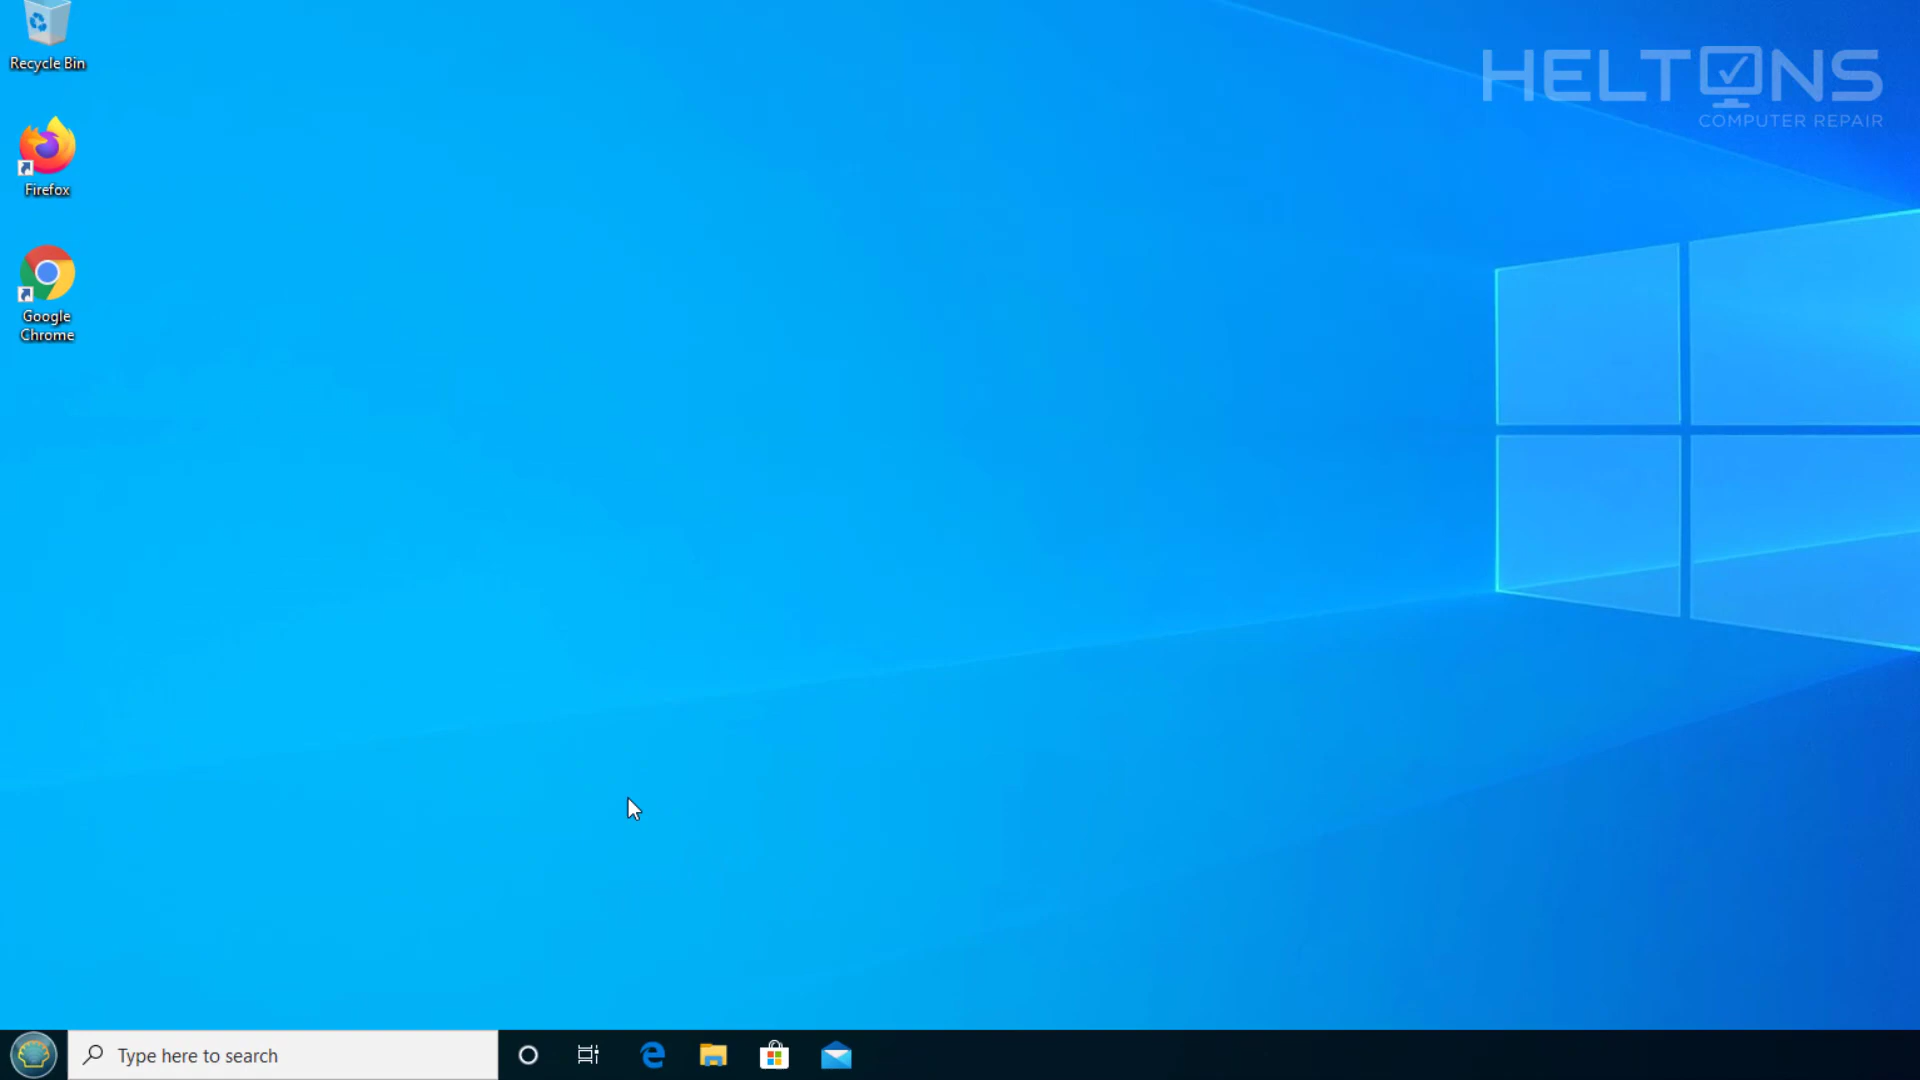 Recycle Bin
HELTONS
COMPUTER REPAIR
Firefox
Google
Chrome
Type here to search